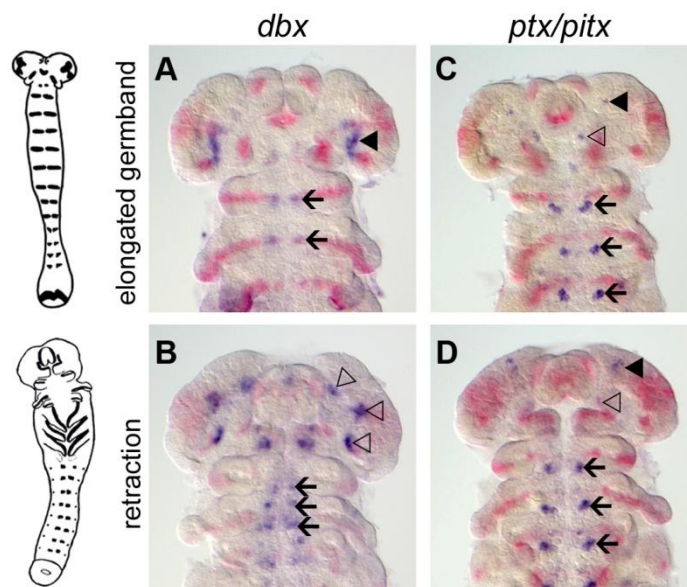 dbx
ptx/pitx
elongated germband
A
C
retraction
B
D